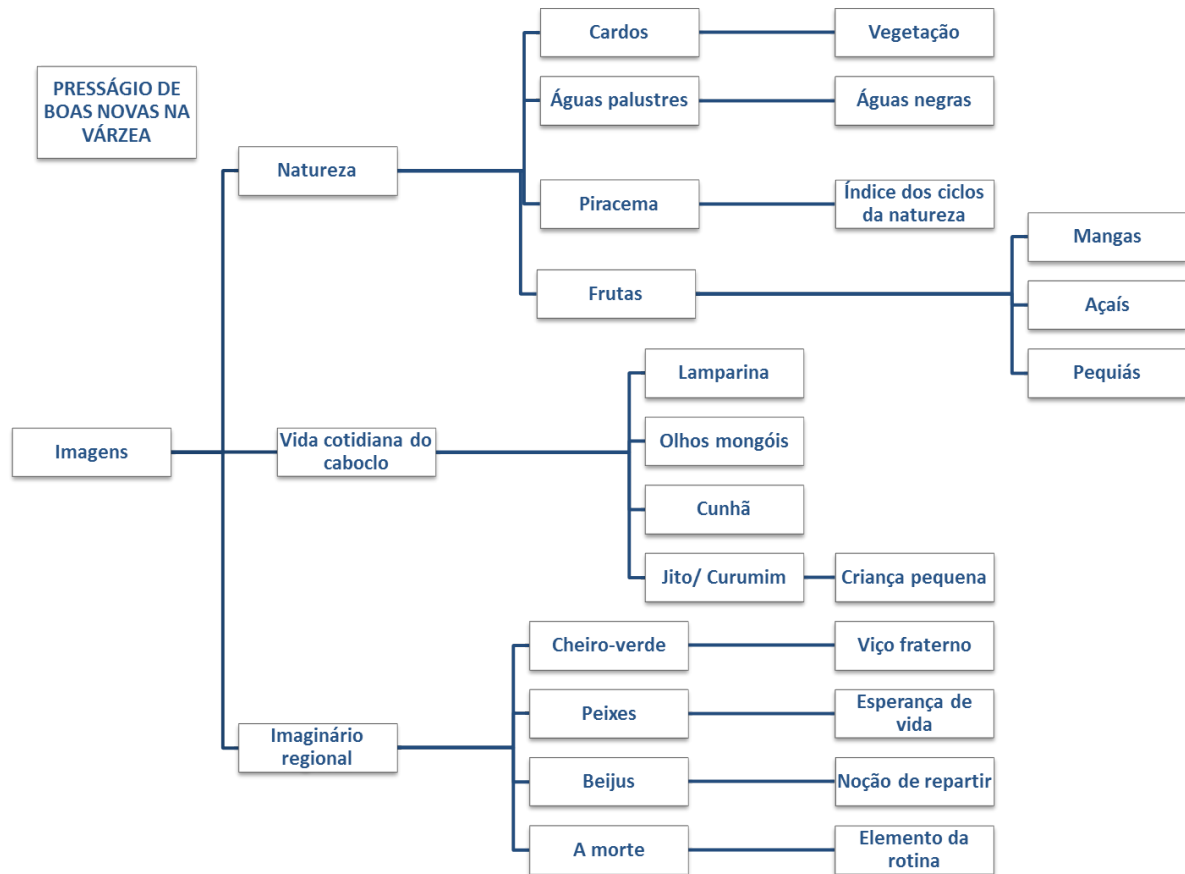 PRESSÁGIO DE
BOAS NOVAS NA
VÁRZEA
Imagens
Natureza
Cardos
Vegetação
Águas palustres
Águas negras
Piracema
Índice dos ciclos
da natureza
Frutas
Mangas
Açaís
Pequiás
Vida cotidiana do
caboclo
Lamparina
Olhos mongóis
Cunhã
Jito/ Curumim
Criança pequena
Imaginário
regional
Cheiro-verde
Viço fraterno
Peixes
Esperança de
vida
Beijus
Noção de repartir
A morte
Elemento da
rotina